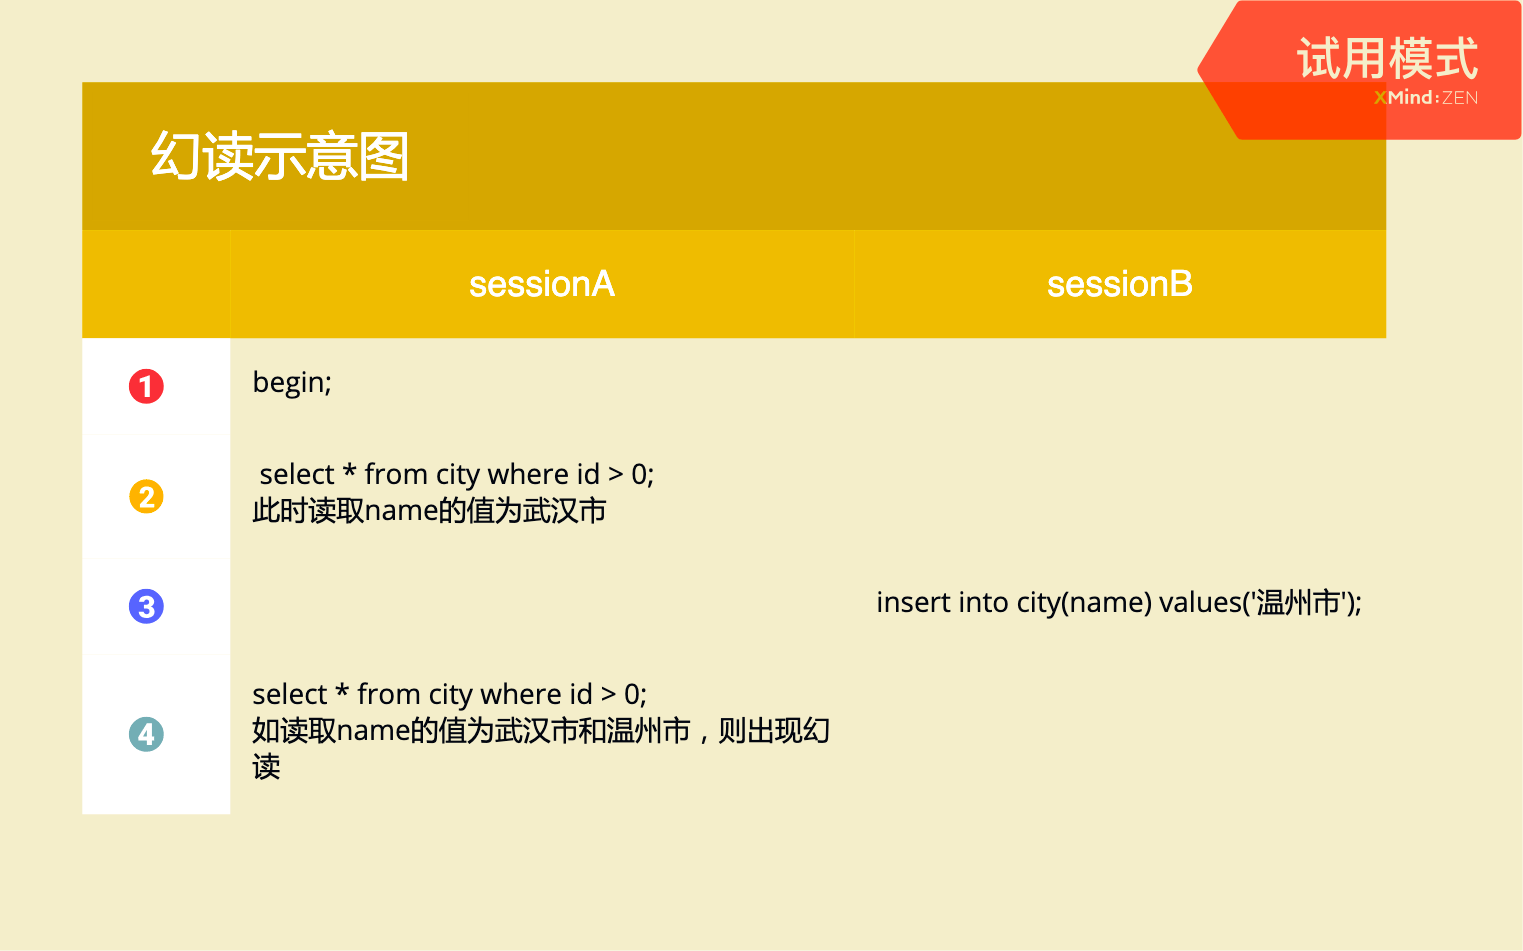 试用模式
XMind:ZEN
幻读示意图
sessionA
sessionB
1
begin;
2
select * from city where id > 0;
此时读取name的值为武汉市
3
insert into city(name) values('温州市');
4
select * from city where id > 0;
如读取name的值为武汉市和温州市，则出现幻
读